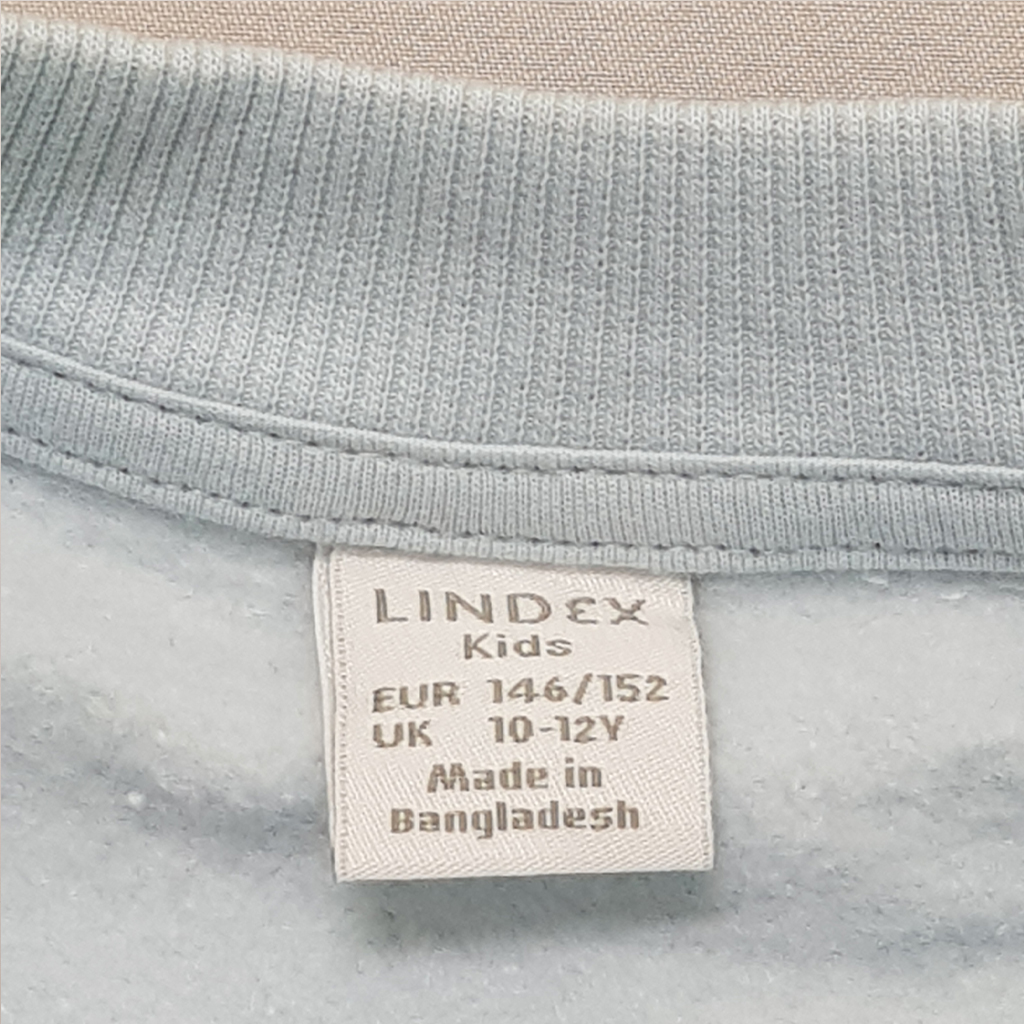 LINDEX
Kids
EUR 146/152
UK 10-12Y
Made in
Bangladesh